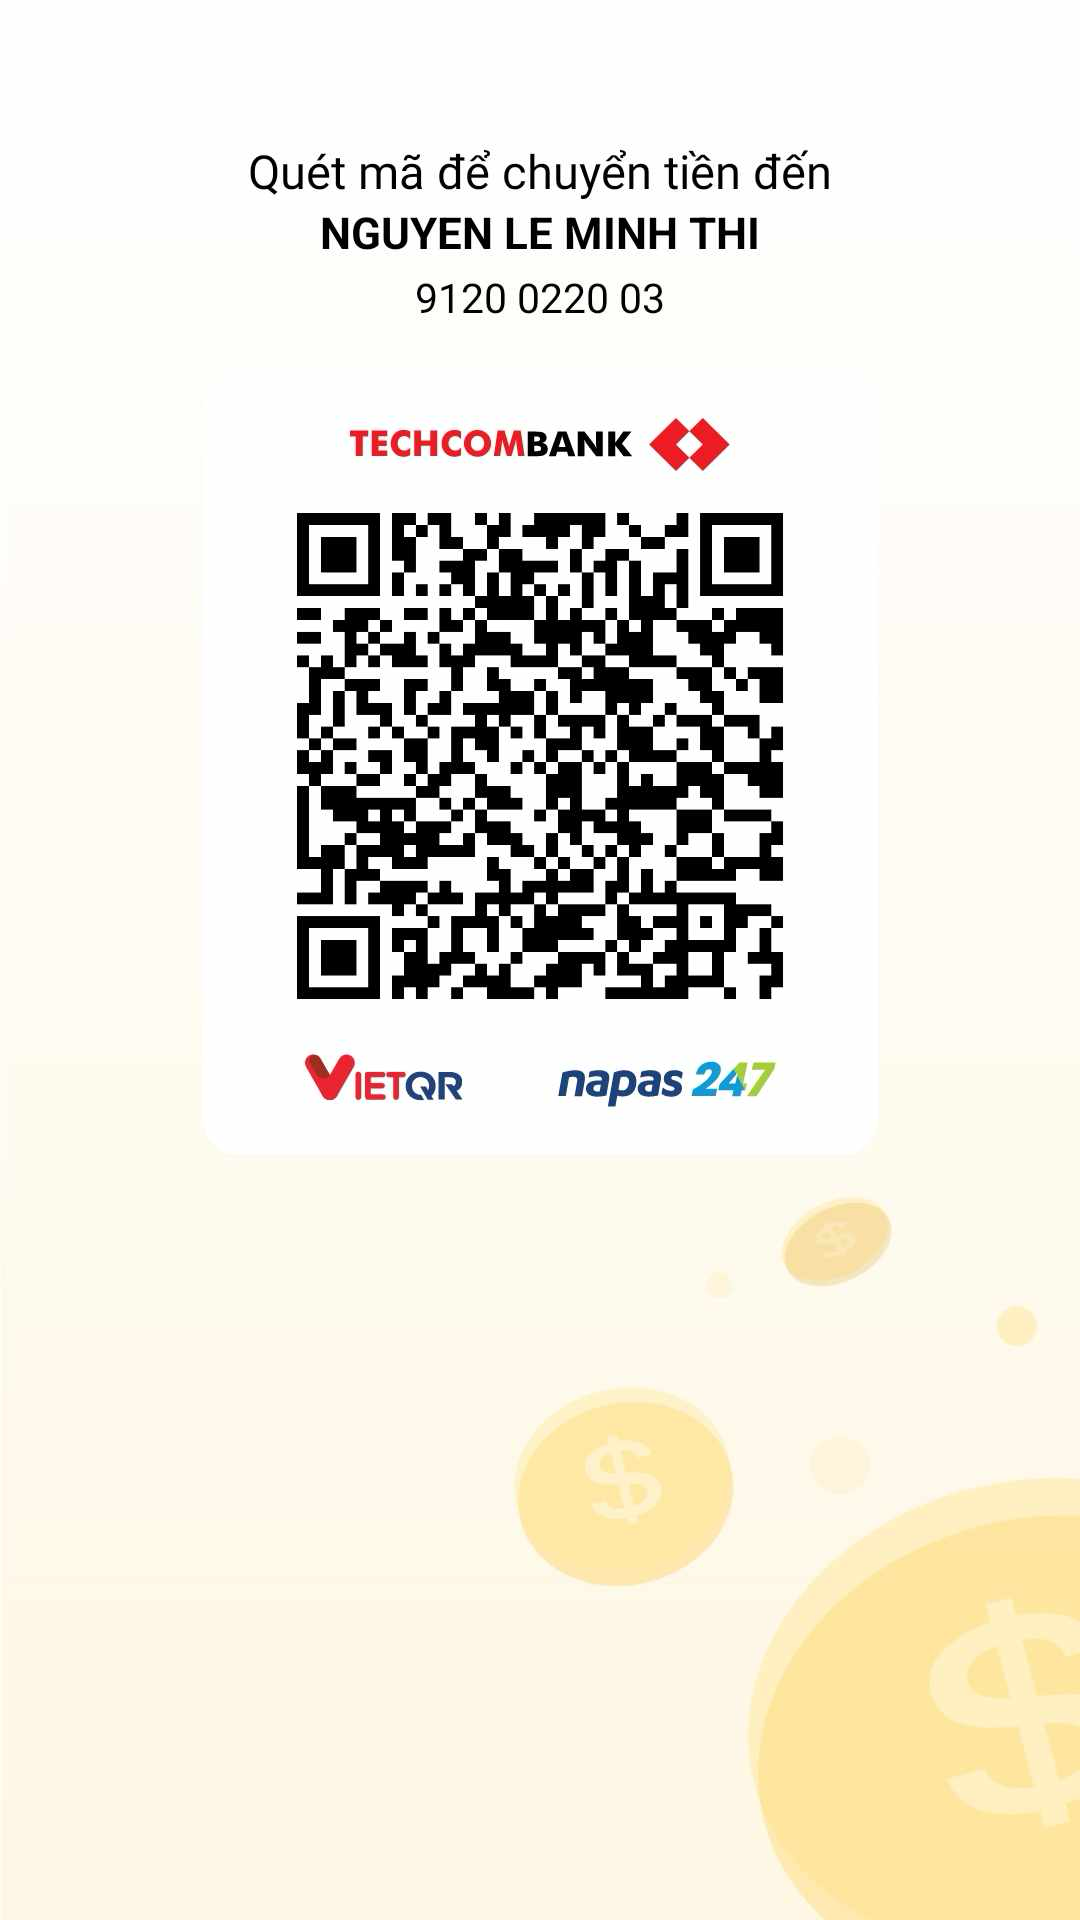 Quét mã để chuyển tiền đến
NGUYEN LE MINH THI
9120 0220 03
TECHCOMBANK
VIETQR
napas 247
$
$
$